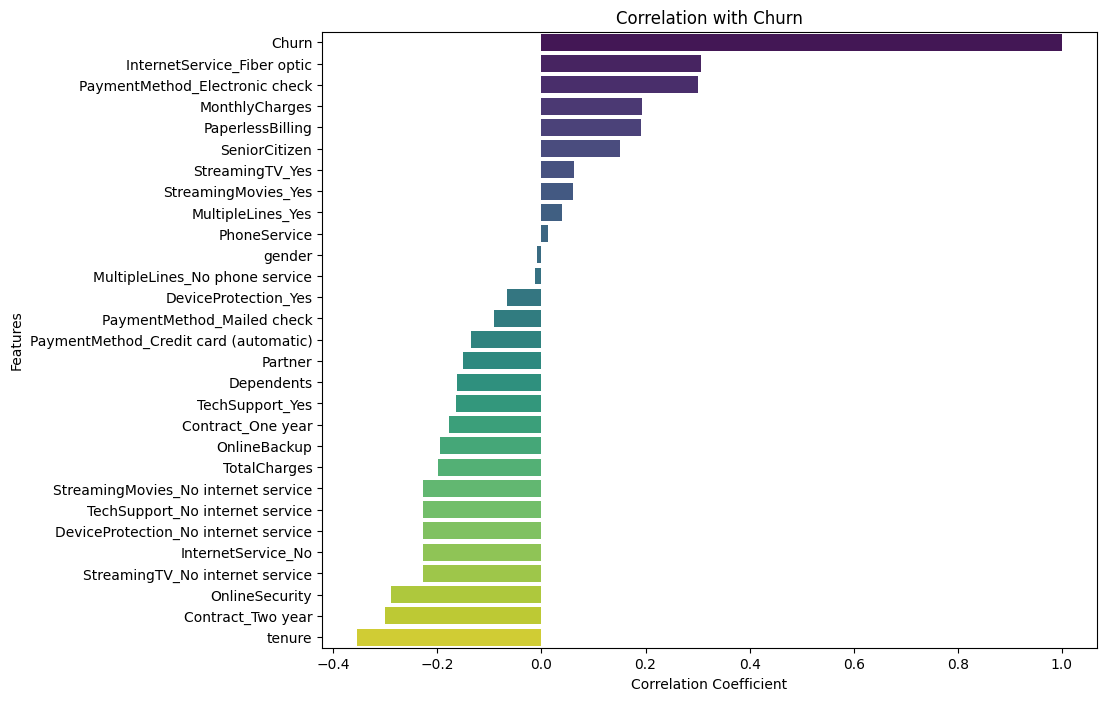 Correlation with Churn
Features
Churn
InternetService_Fiber optic
PaymentMethod_Electronic check
MonthlyCharges
PaperlessBilling
SeniorCitizen
StreamingTV_Yes
StreamingMovies_Yes
MultipleLines_Yes
PhoneService
gender
MultipleLines_No phone service
DeviceProtection_Yes
PaymentMethod_Mailed check
PaymentMethod_Credit card (automatic)
Partner
Dependents
TechSupport_Yes
Contract_One year
OnlineBackup
TotalCharges
StreamingMovies_No internet service
TechSupport_No internet service
DeviceProtection_No internet service
InternetService_No
StreamingTV_No internet service
OnlineSecurity
Contract_Two year
tenure
−0.4 −0.2 0.0 0.2 0.4 0.6 0.8 1.0
Correlation Coefficient